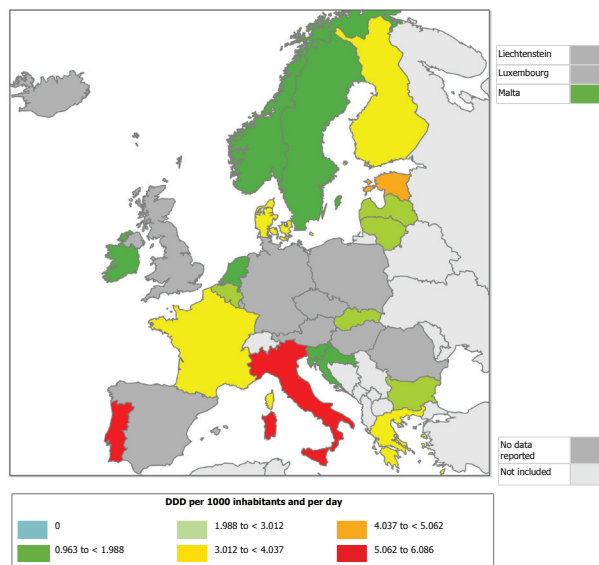 Liechtenstein
Luxembourg
Malta
No data
reported
Not included
DDD per 1000 inhabitants and per day
0
1.988 to < 3.012
4.037 to < 5.062
0.963 to < 1.988
3.012 to < 4.037
5.062 to 6.086